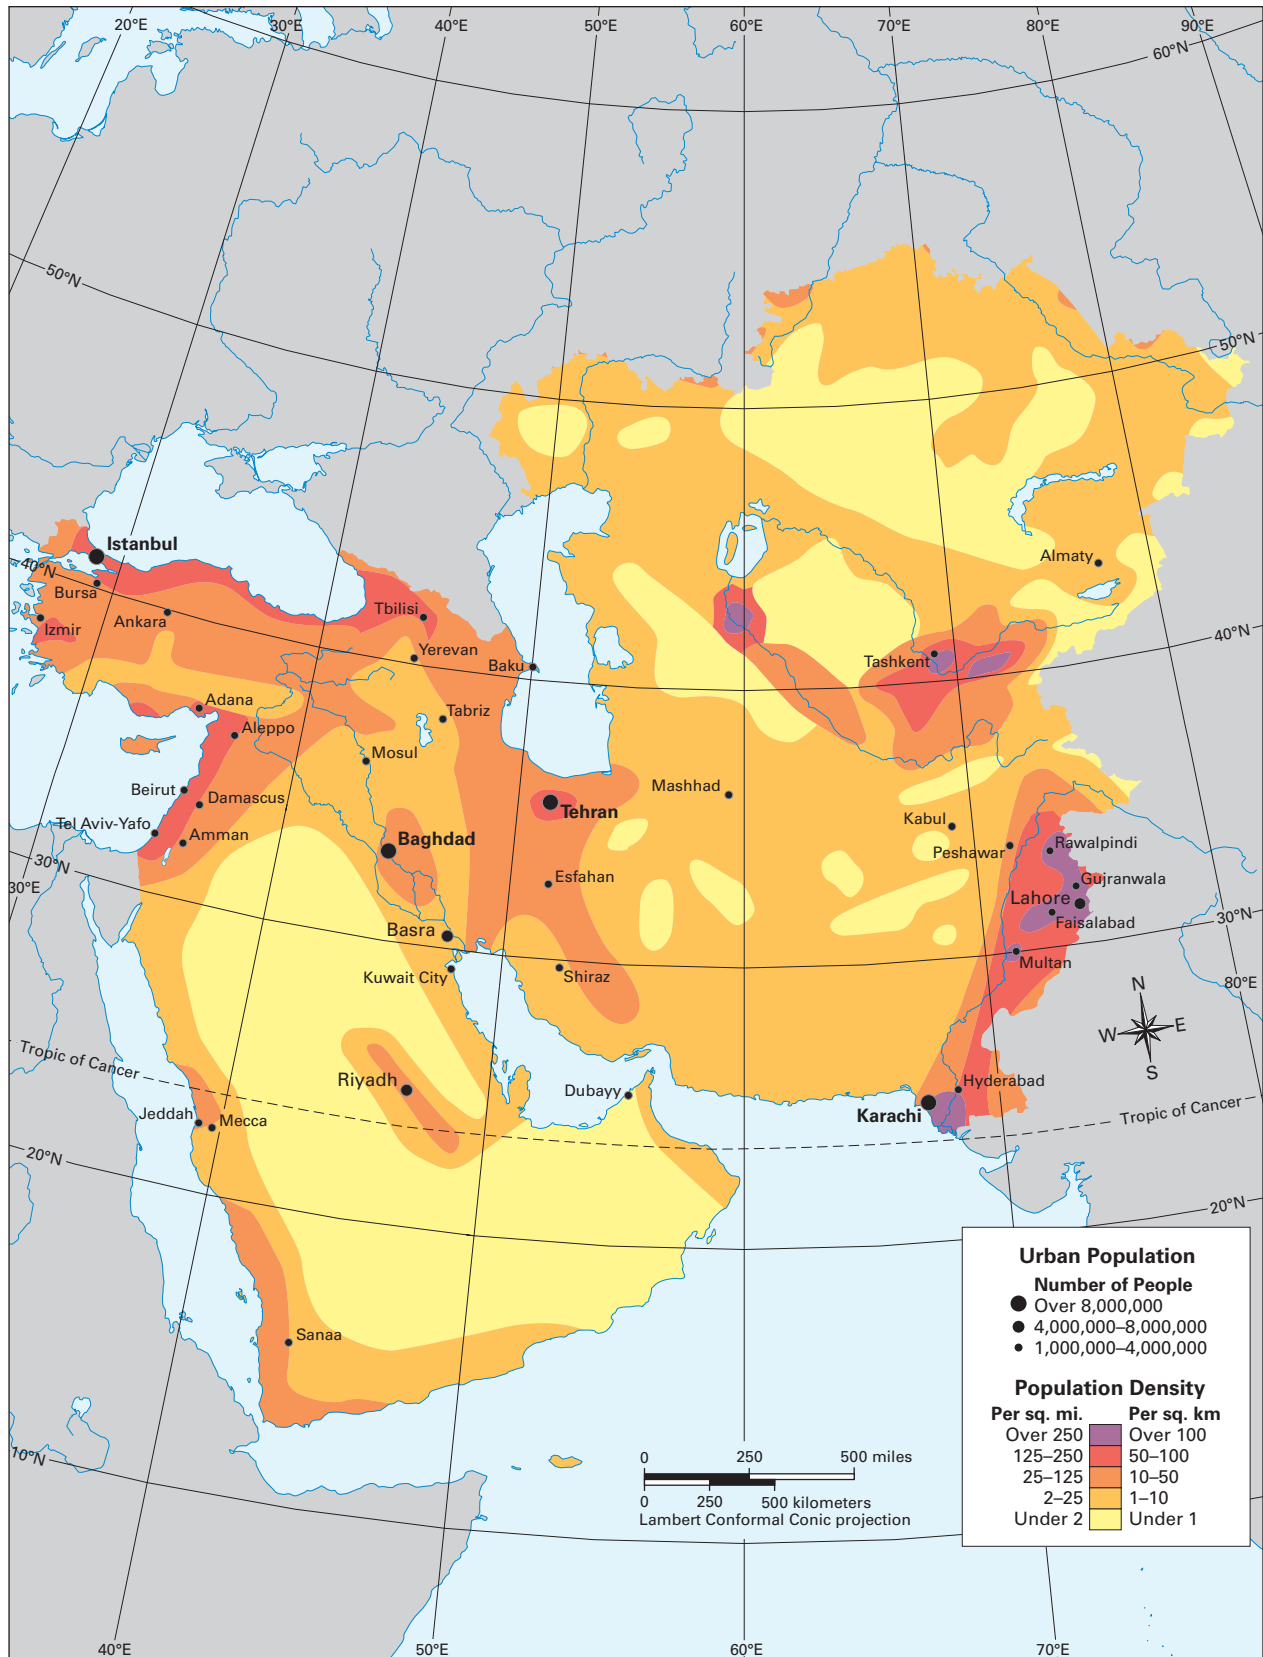 20°E
30°E
40°E
50°E
60°E
70°E
80°E
90°E
60°N
50°N
50°N
Istanbul
40°N
Bursa
Ankara
Izmir
Tbilisi
Yerevan
Baku
Almaty
40°N
Tashkent
Adana
Aleppo
Tabriz
Mosul
Mashhad
Beirut
Damascus
Tehran
Tel Aviv-Yafo
Amman
Baghdad
Kabul
Peshawar
Rawalpindi
30°N
30°E
Esfahan
Gujranwala
Lahore
Faisalabad
30°N
Basra
Multan
Kuwait City
Shiraz
80°E
N
W
E
S
Tropic of Cancer
Riyadh
Dubayy
Hyderabad
Karachi
Tropic of Cancer
Jeddah
Mecca
20°N
20°N
Sanaa
10°N
Urban Population
Number of People
Over 8,000,000
4,000,000–8,000,000
1,000,000–4,000,000
Population Density
Per sq. mi. Per sq. km
Over 250 Over 100
125–250 50–100
25–125 10–50
2–25 1–10
Under 2 Under 1
0 250 500 miles
0 250 500 kilometers
Lambert Conformal Conic projection
40°E
50°E
60°E
70°E